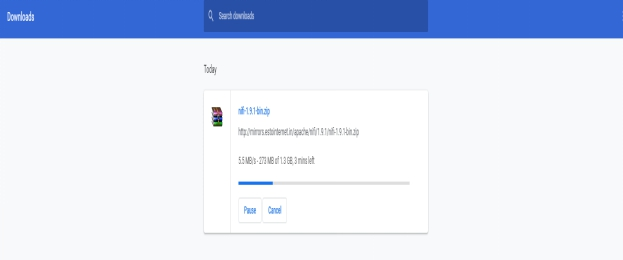 Downloads
Search downloads
Today
nifi-1.9.1-bin.zip
http://mirrors.estointernet.in/apache/nifi/1.9.1/nifi-1.9.1-bin.zip
5.5 MB/s - 273 MB of 1.3 GB, 3 mins left
Pause Cancel